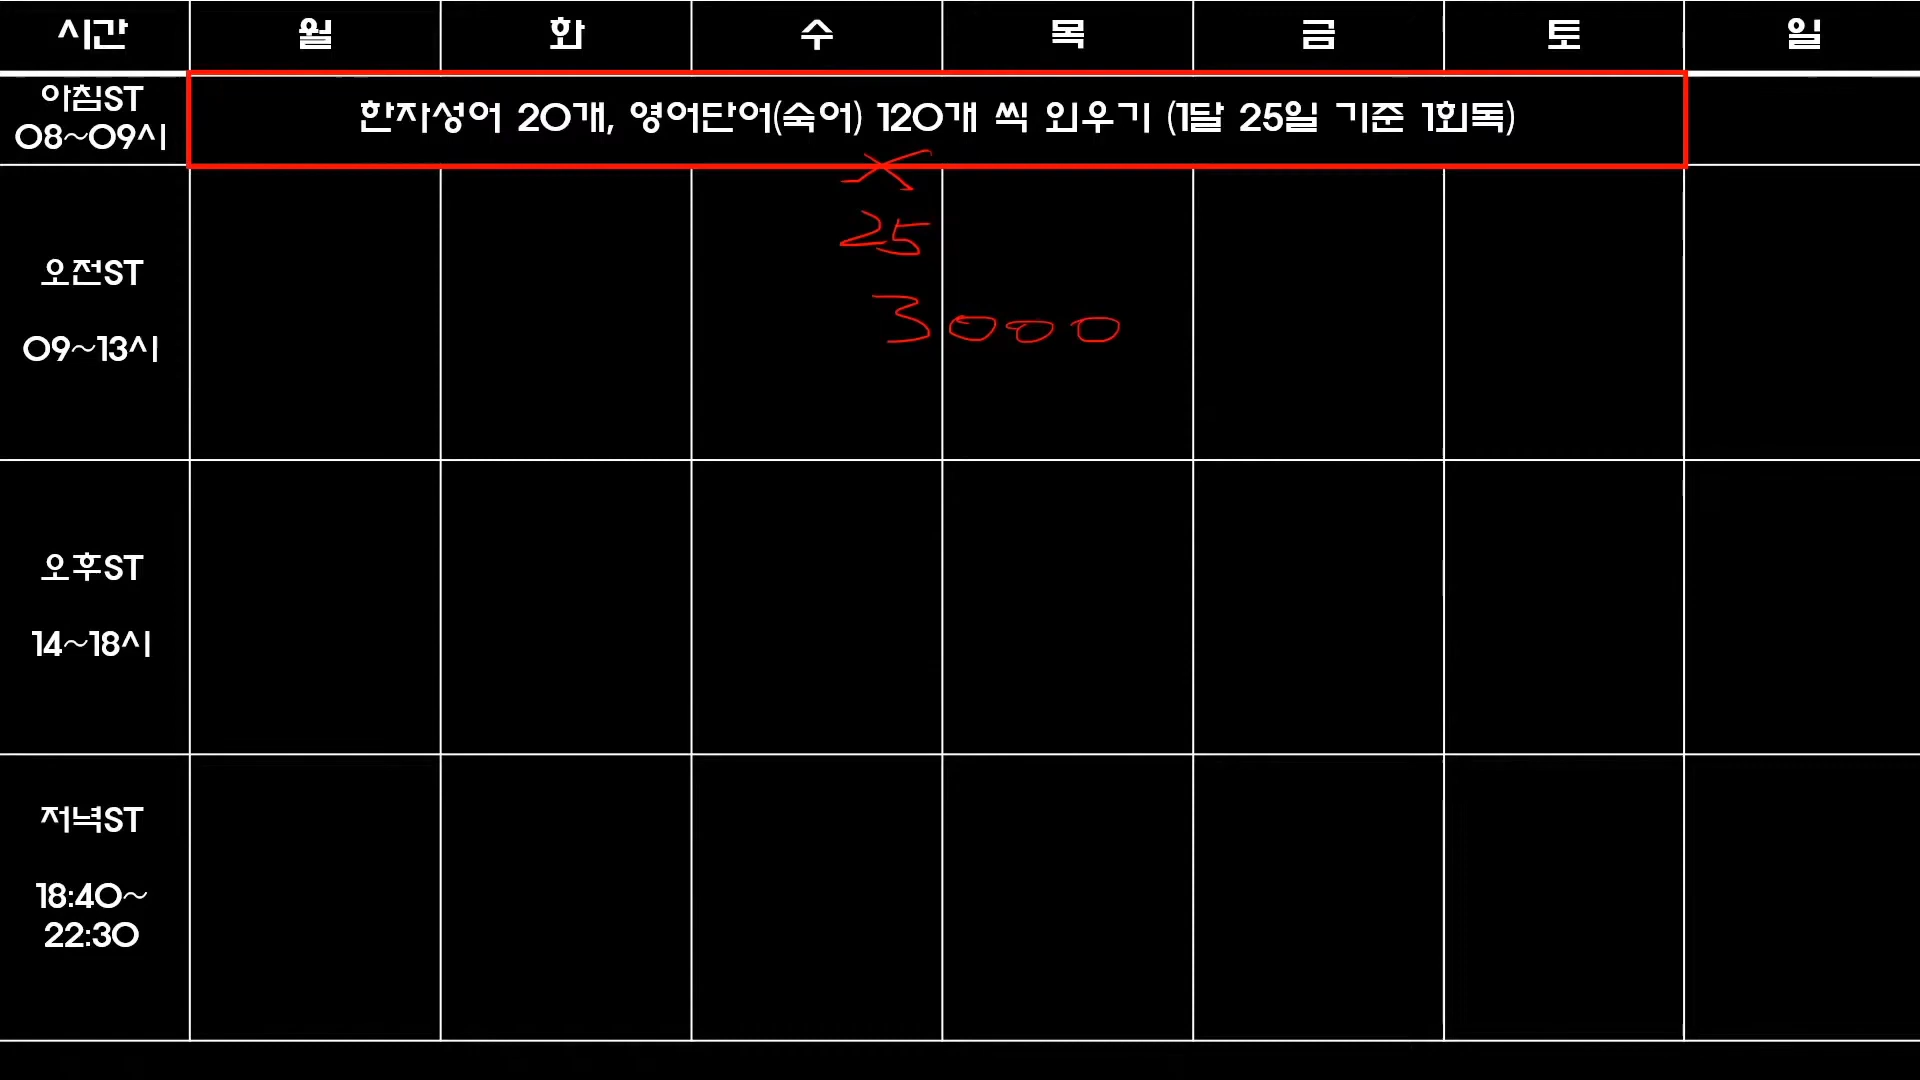 시간 월 화 수 목 금 토 일
아침ST
08~09시
한자성어 20개, 영어단어(숙어) 120개 씩 외우기 (1달 25일 기준 1회독)
×
25
3000
오전ST
09~13시
오후ST
14~18시
저녁ST
18:40~
22:30